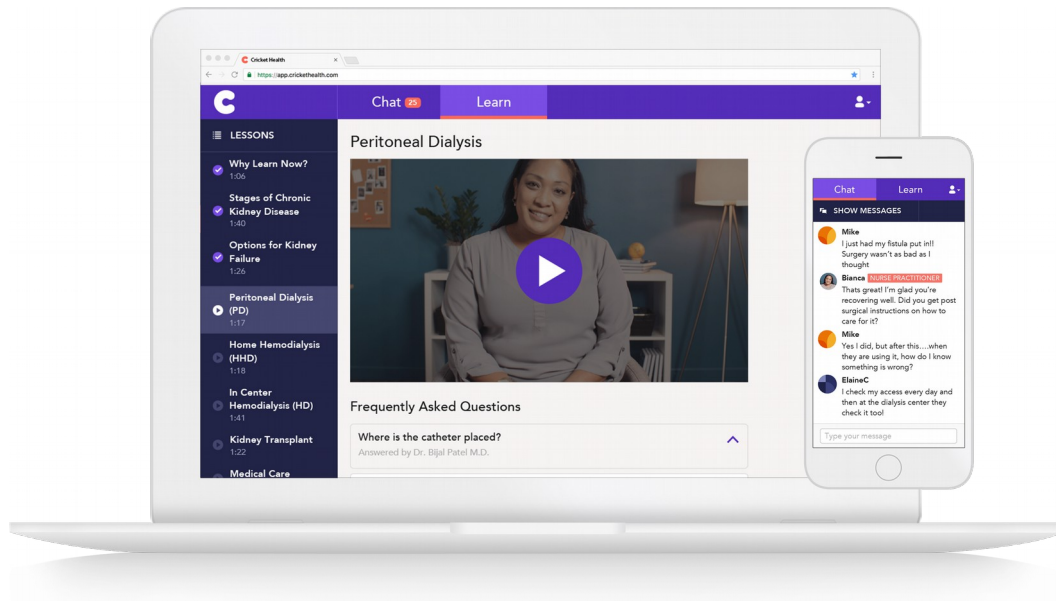 Cricket Health
https://app.crickethealth.com
Chat 25
Learn
LESSONS
Why Learn Now?
1:06
Stages of Chronic
Kidney Disease
1:40
Options for Kidney
Failure
1:26
Peritoneal Dialysis
(PD)
1:17
Home Hemodialysis
(HHD)
1:18
In Center
Hemodialysis (HD)
1:41
Kidney Transplant
1:22
Medical Care
Peritoneal Dialysis
Frequently Asked Questions
Where is the catheter placed?
Answered by Dr. Bijal Patel M.D.
Chat
Learn
SHOW MESSAGES
Mike
I just had my fistula put in!!
Surgery wasn't as bad as I
thought
Bianca NURSE PRACTITIONER
Thats great! I'm glad you're
recovering well. Did you get post
surgical instructions on how to
care for it?
Mike
Yes I did, but after this....when
they are using it, how do I know
something is wrong?
ElaineC
I check my access every day and
then at the dialysis center they
check it too!
Type your message